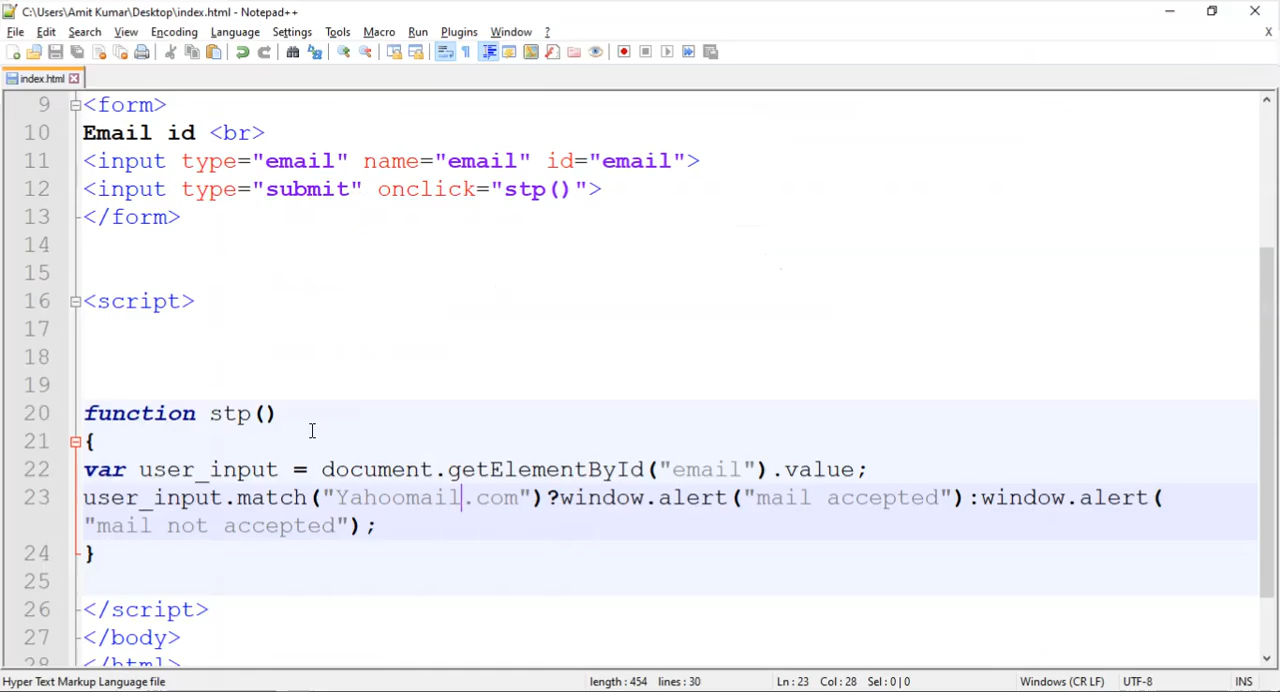 C:\Users\Amit Kumar\Desktop\index.html - Notepad++
File Edit Search View Encoding Language Settings Tools Macro Run Plugins Window ? X
index.html
9 <form>
10 Email id <br>
11 <input type="email" name="email" id="email">
12 <input type="submit" onclick="stp()">
13 </form>
14
15
16 <script>
17
18
19
20 function stp()
21 {
22 var user_input = document.getElementById("email").value;
23 user_input.match("Yahoomail.com")?window.alert("mail accepted"):window.alert(
"mail not accepted");
24 }
25
26 </script>
27 </body>
28 </html>
Hyper Text Markup Language file length : 454 lines : 30 Ln : 23 Col : 28 Sel : 0 | 0 Windows (CR LF) UTF-8 INS